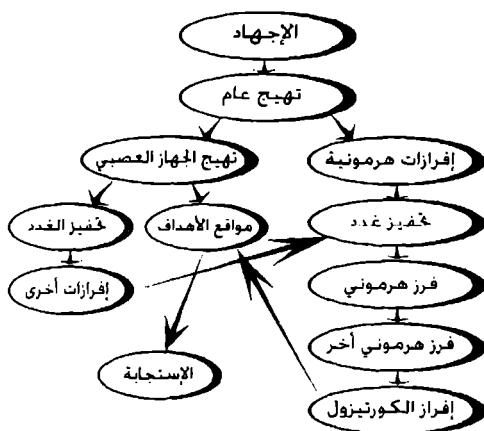 الإجهاد
تهيج عام
إفرازات هرمونية
تهيج الجهاز العصبي
تحفيز غدد
مواقع الأهداف
تحفيز الغدد
إفرازات أخرى
فرز هرموني
فرز هرموني أخر
الإستجابة
إفراز الكورتيزول